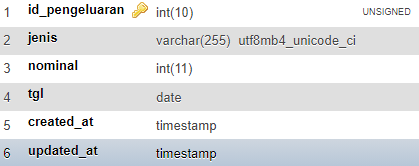 1 id_pengeluaran int(10) UNSIGNED
2 jenis varchar(255) utf8mb4_unicode_ci
3 nominal int(11)
4 tgl date
5 created_at timestamp
6 updated_at timestamp